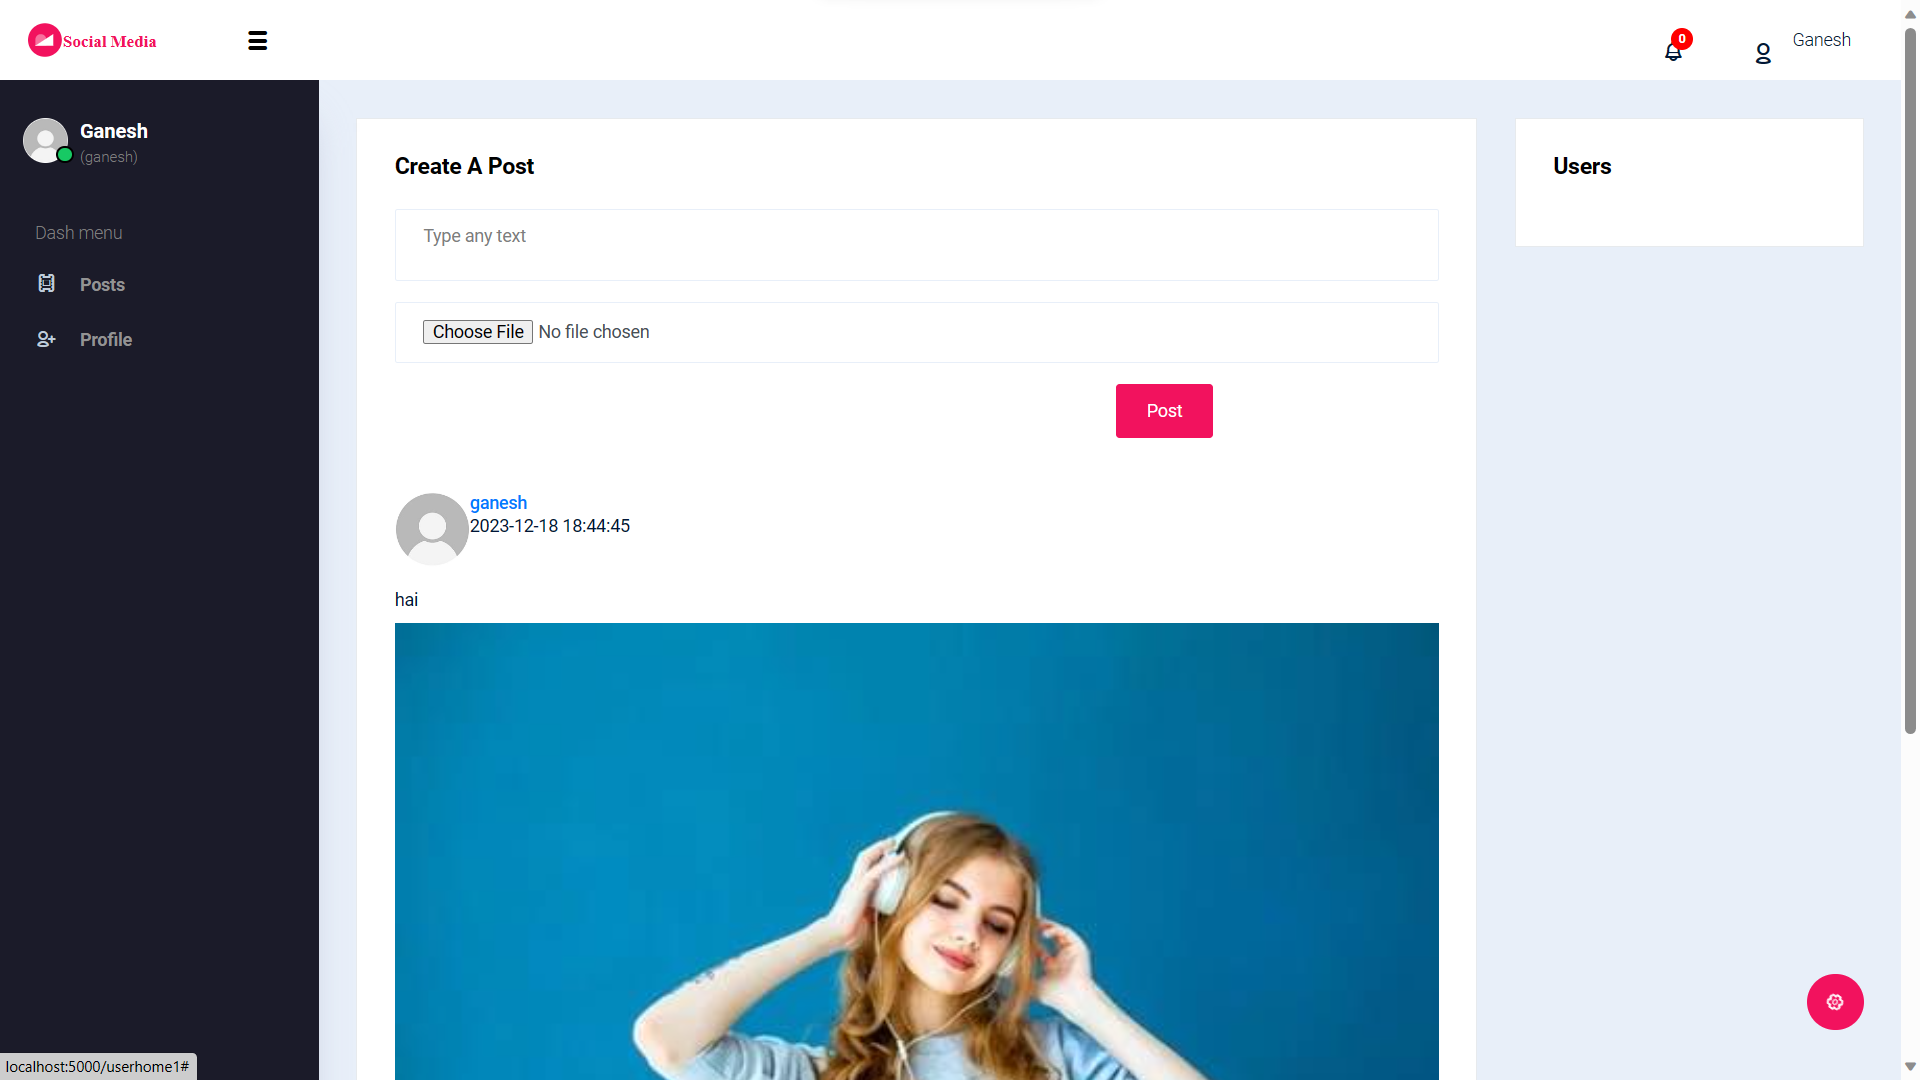 Social Media
0
Ganesh
Ganesh
(ganesh)
Dash menu
Posts
Profile
Create A Post
Type any text
Choose File No file chosen
Post
ganesh
2023-12-18 18:44:45
hai
Users
localhost:5000/userhome1#